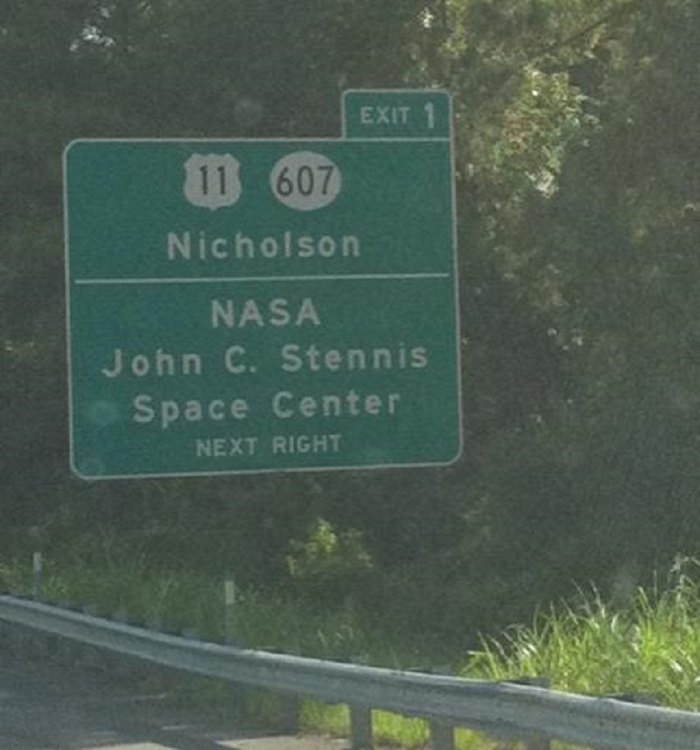 EXIT 1
11 607
Nicholson
NASA
John C. Stennis
Space Center
NEXT RIGHT